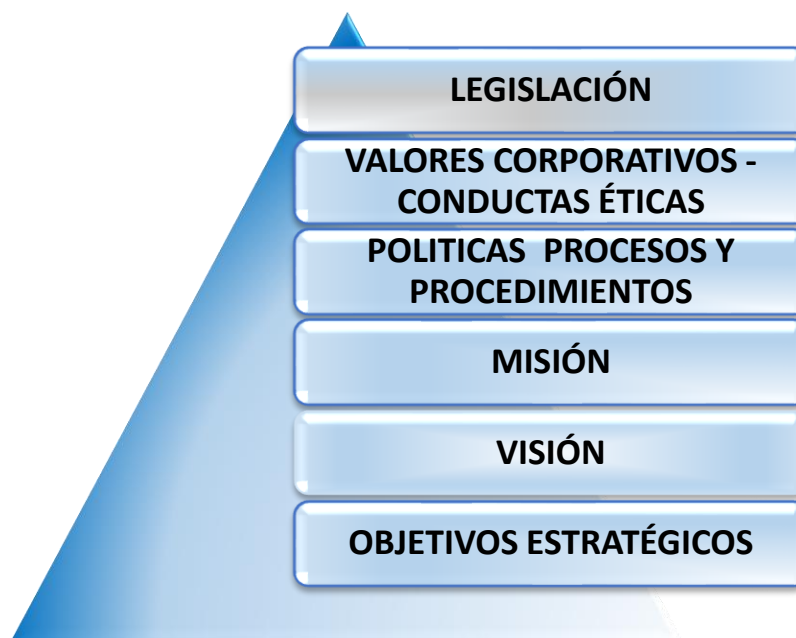 LEGISLACIÓN
VALORES CORPORATIVOS -
CONDUCTAS ÉTICAS
POLITICAS  PROCESOS Y
PROCEDIMIENTOS
MISIÓN
VISIÓN
OBJETIVOS ESTRATÉGICOS